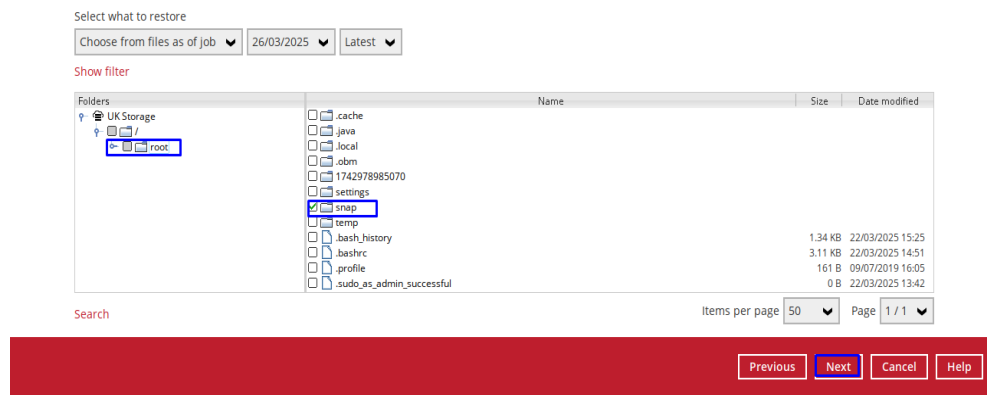 Select what to restore
Choose from files as of job 26/03/2025 Latest
Show filter
Folders Name Size Date modified
UK Storage
/
root
.cache
.java
.local
.obm
1742978985070
settings
snap
temp
.bash_history 1.34 KB 22/03/2025 15:25
.bashrc 3.11 KB 22/03/2025 14:51
.profile 161 B 09/07/2019 16:05
.sudo_as_admin_successful 0 B 22/03/2025 13:42
Search Items per page 50 Page 1 / 1
Previous Next Cancel Help